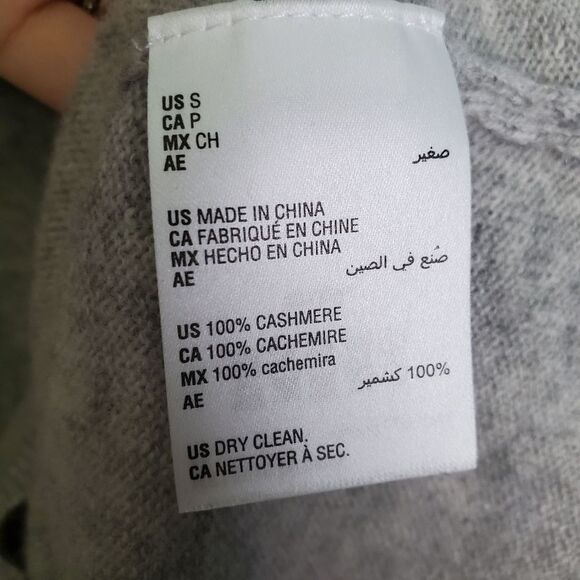 US S
CA P
MX CH
AE صغير
US MADE IN CHINA
CA FABRIQUÉ EN CHINE
MX HECHO EN CHINA
AE صُنع في الصين
US 100% CASHMERE
CA 100% CACHEMIRE
MX 100% cachemira
AE 100% كشمير
US DRY CLEAN.
CA NETTOYER À SEC.